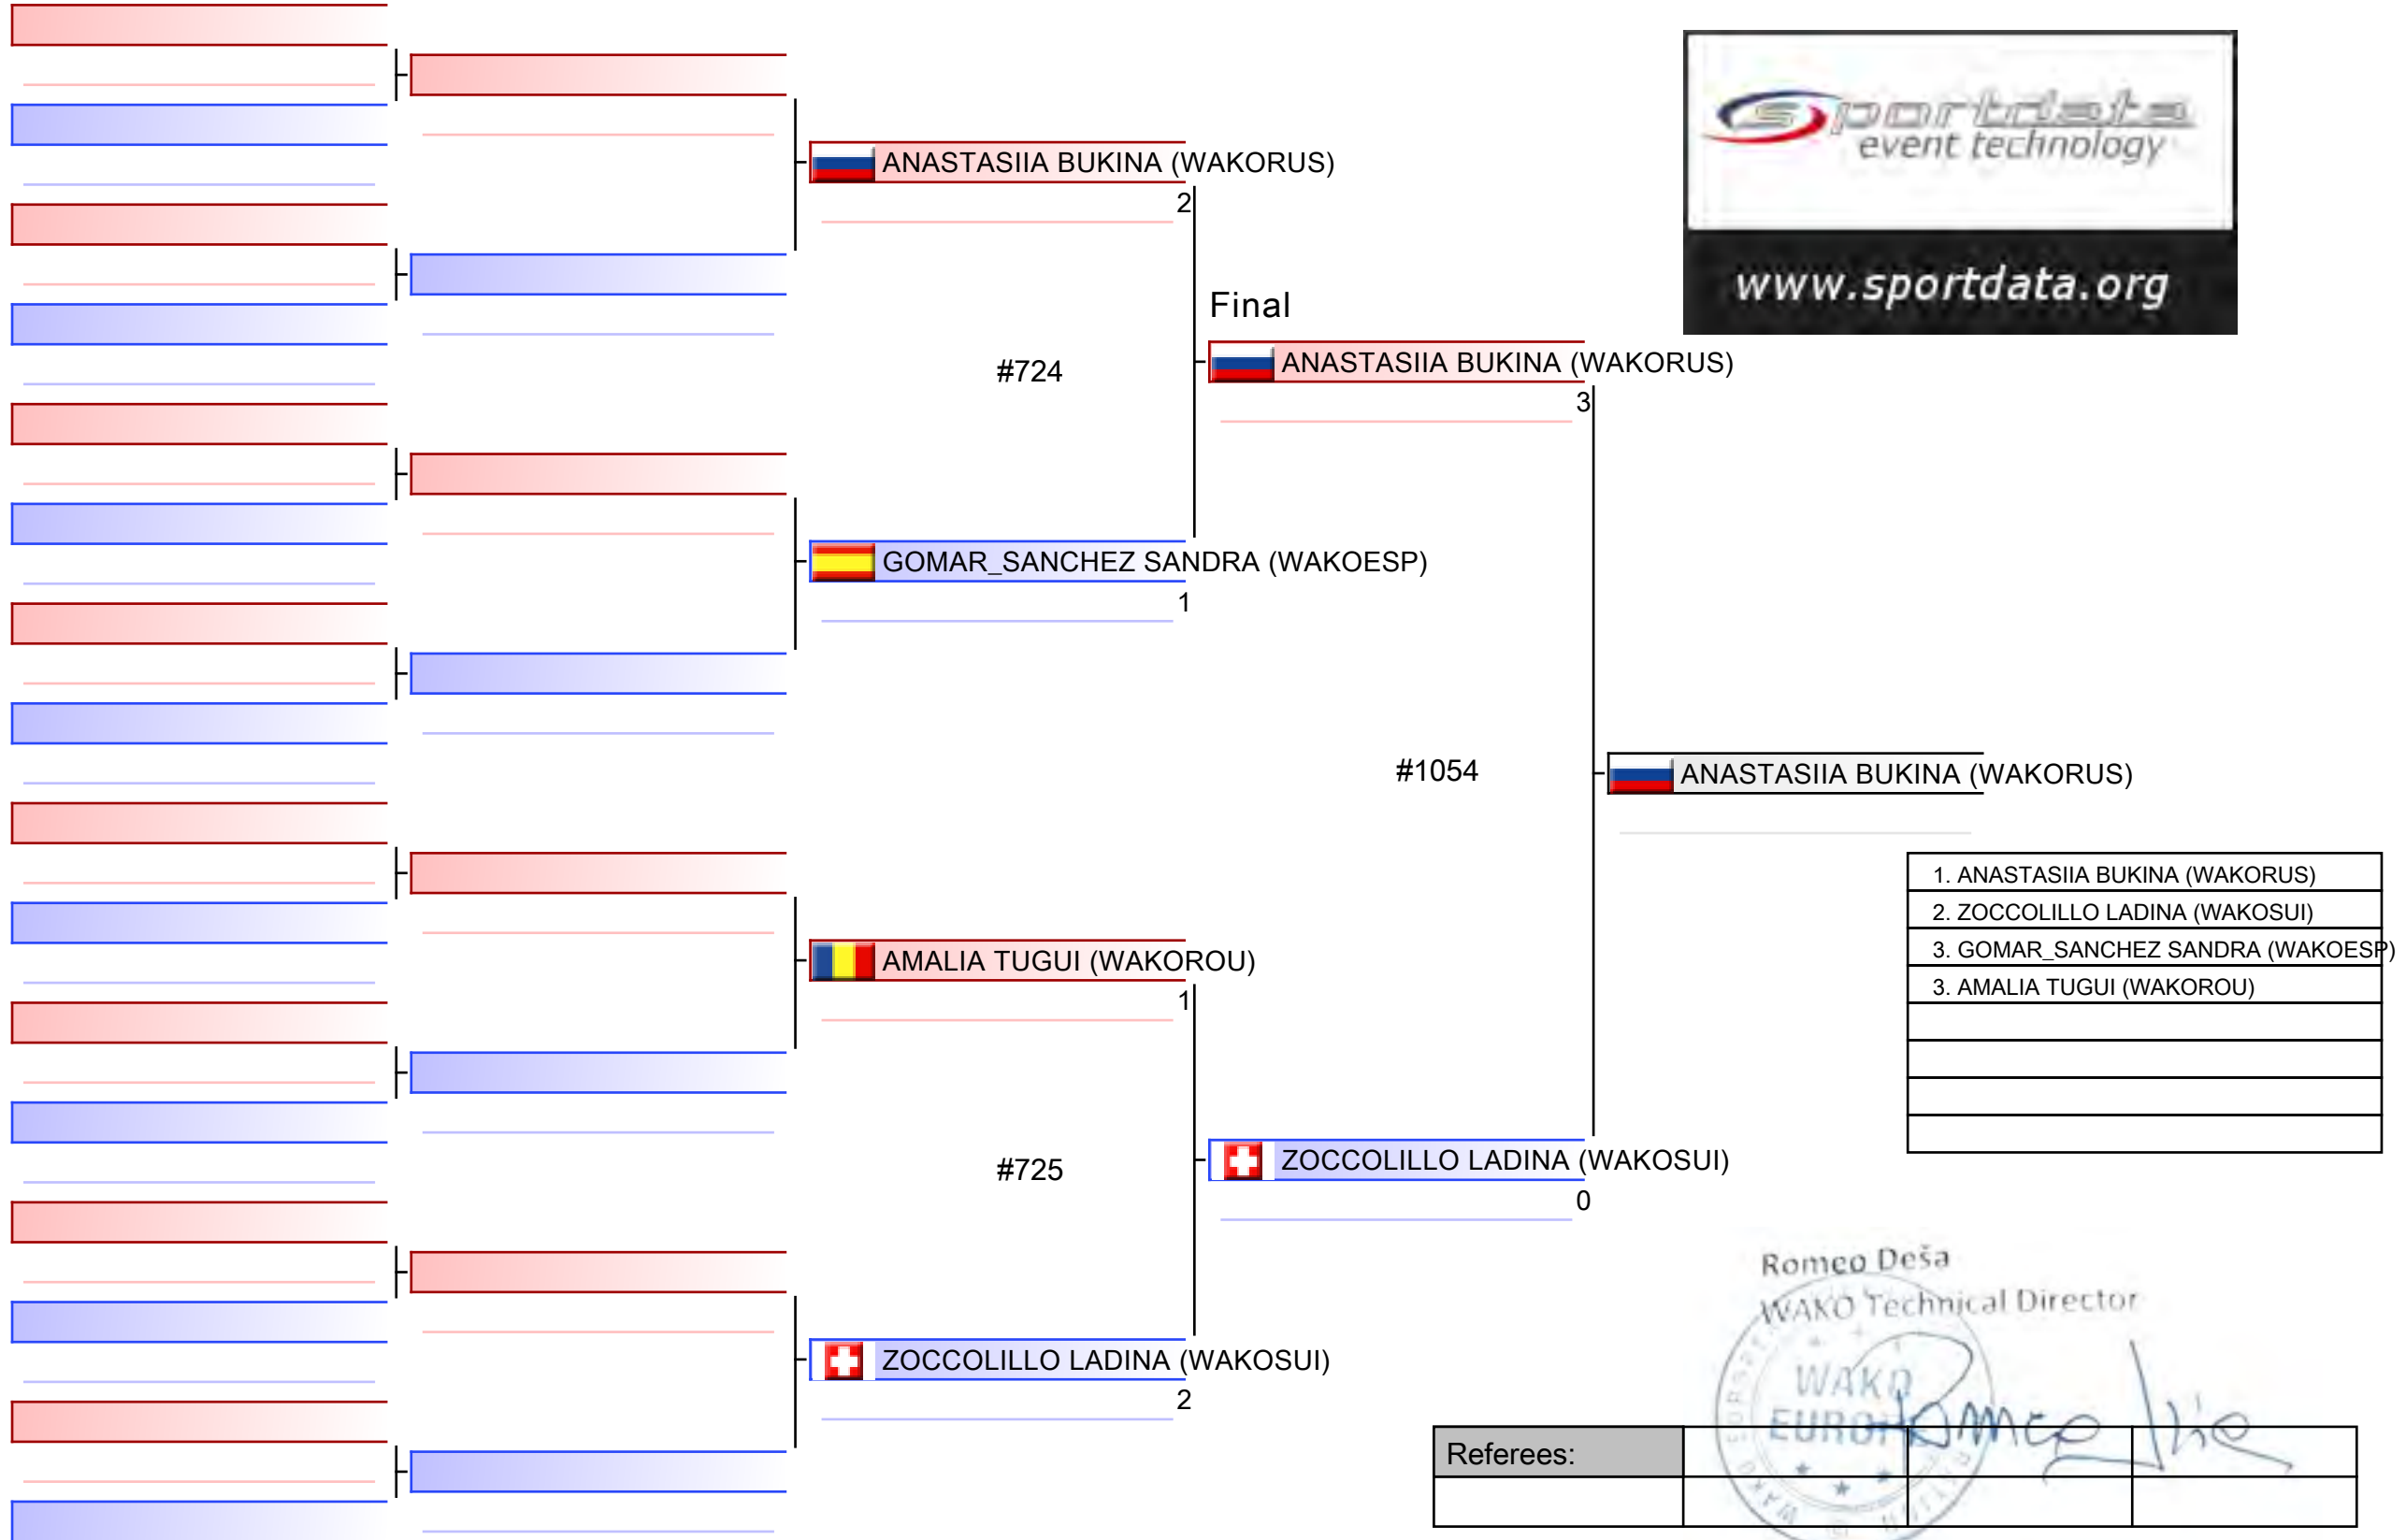 sportdata
event technology
www.sportdata.org
ANASTASIIA BUKINA (WAKORUS)
2
Final
#724
ANASTASIIA BUKINA (WAKORUS)
3
GOMAR_SANCHEZ SANDRA (WAKOESP)
1
#1054
ANASTASIIA BUKINA (WAKORUS)
1. ANASTASIIA BUKINA (WAKORUS)
2. ZOCCOLILLO LADINA (WAKOSUI)
3. GOMAR_SANCHEZ SANDRA (WAKOESP)
3. AMALIA TUGUI (WAKOROU)
AMALIA TUGUI (WAKOROU)
1
#725
ZOCCOLILLO LADINA (WAKOSUI)
0
ZOCCOLILLO LADINA (WAKOSUI)
2
Romeo Deša
WAKO Technical Director
WAKO
Referees: